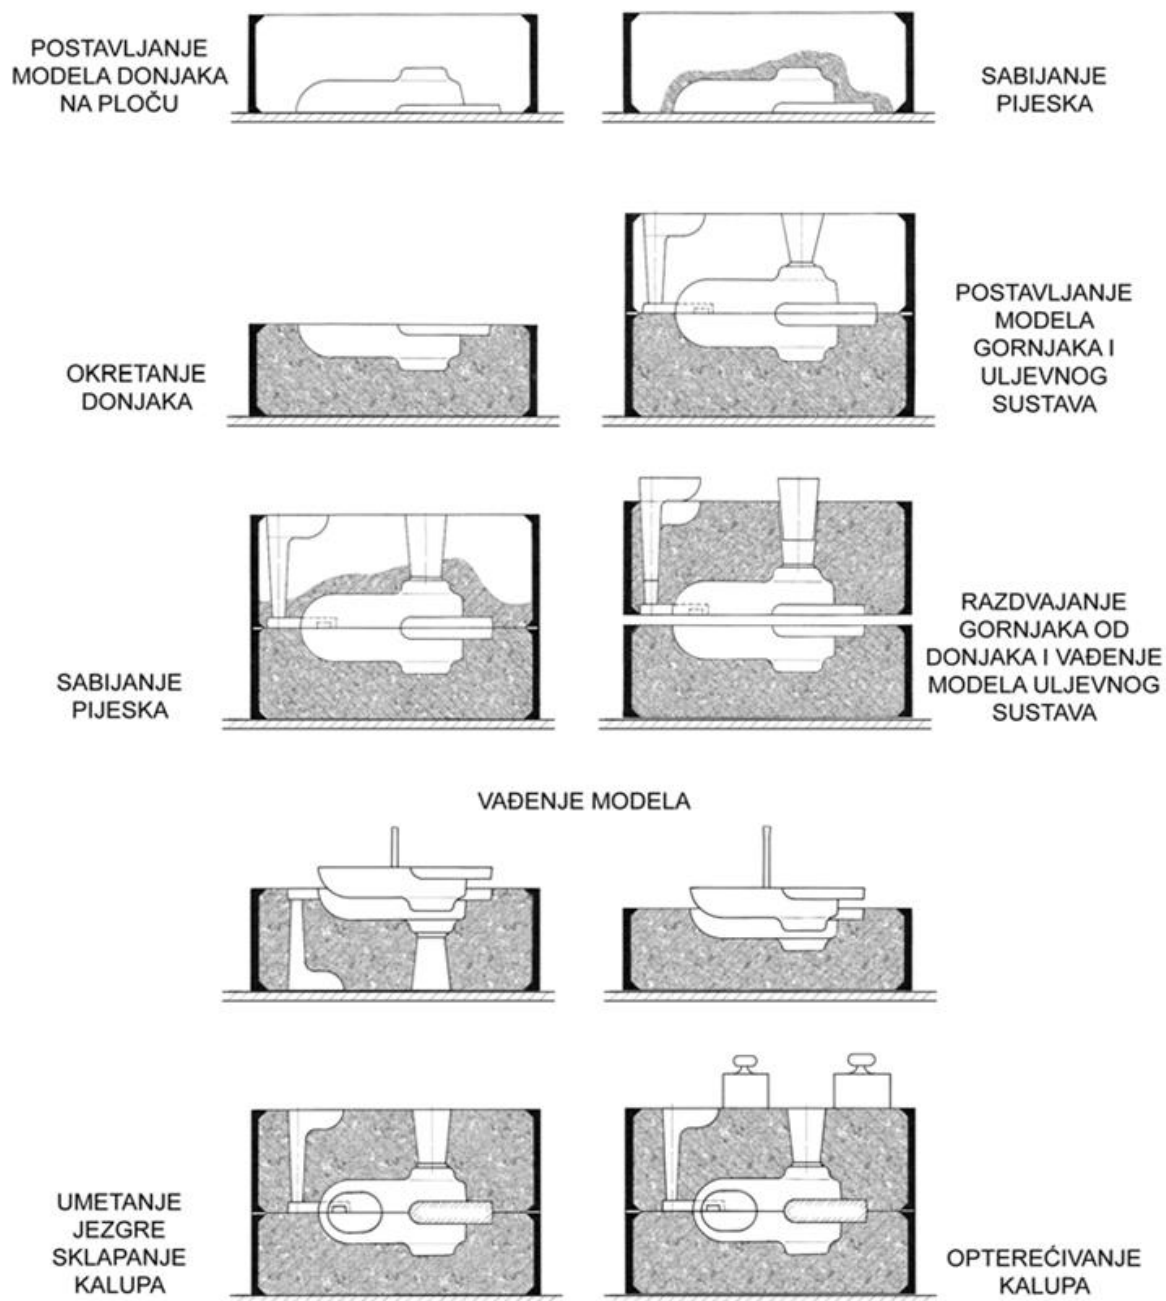 POSTAVLJANJE
MODELA DONJAKA
NA PLOČU
SABIJANJE
PIJESKA
OKRETANJE
DONJAKA
POSTAVLJANJE
MODELA
GORNJAKA I
ULJEVNOG
SUSTAVA
SABIJANJE
PIJESKA
RAZDVAJANJE
GORNJAKA OD
DONJAKA I VAĐENJE
MODELA ULJEVNOG
SUSTAVA
VAĐENJE MODELA
UMETANJE
JEZGRE
SKLAPANJE
KALUPA
OPTEREĆIVANJE
KALUPA